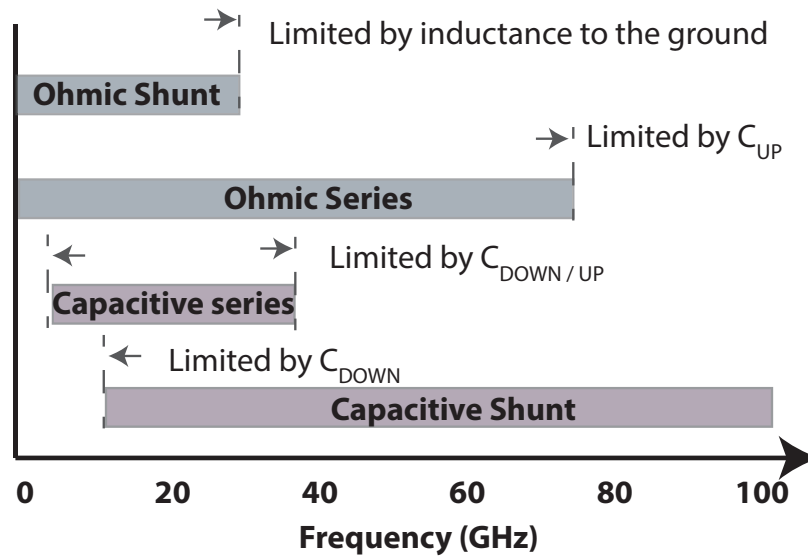 Limited by inductance to the ground
Ohmic Shunt
Limited by C_UP
Ohmic Series
Limited by C_DOWN / UP
Capacitive series
Limited by C_DOWN
Capacitive Shunt
0 20 40 60 80 100
Frequency (GHz)